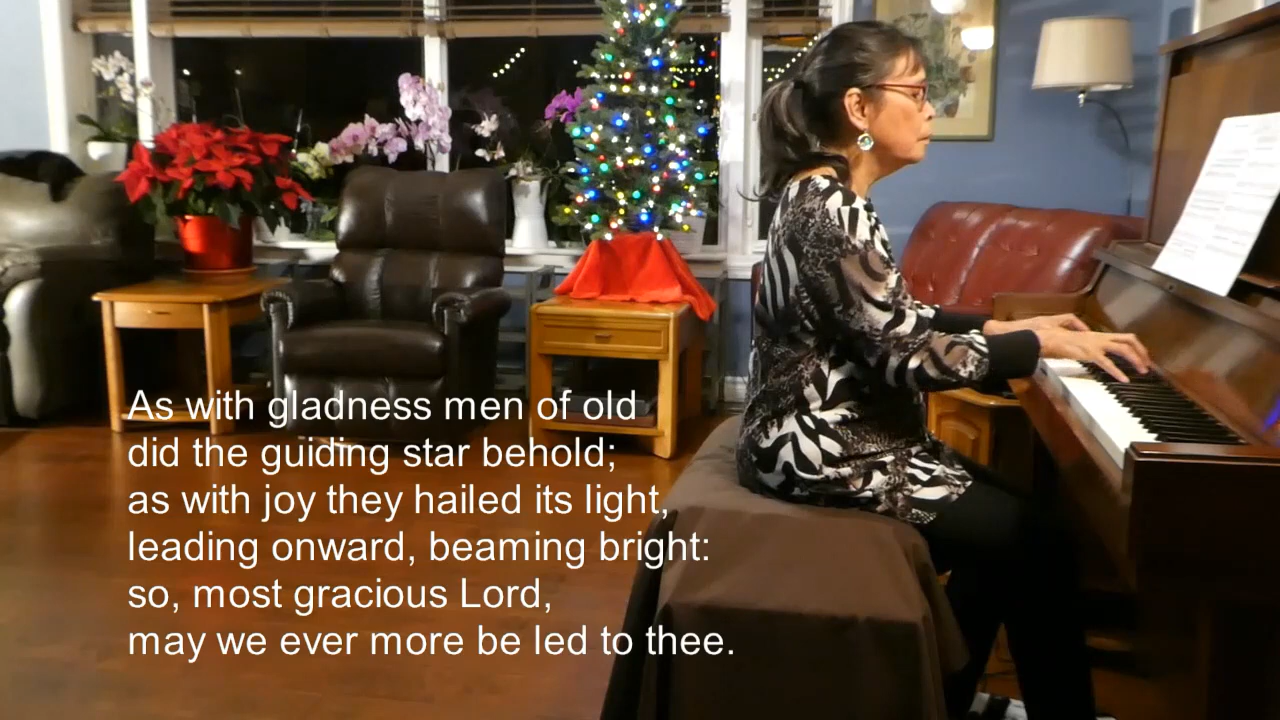 As with gladness men of old
did the guiding star behold;
as with joy they hailed its light,
leading onward, beaming bright:
so, most gracious Lord,
may we ever more be led to thee.